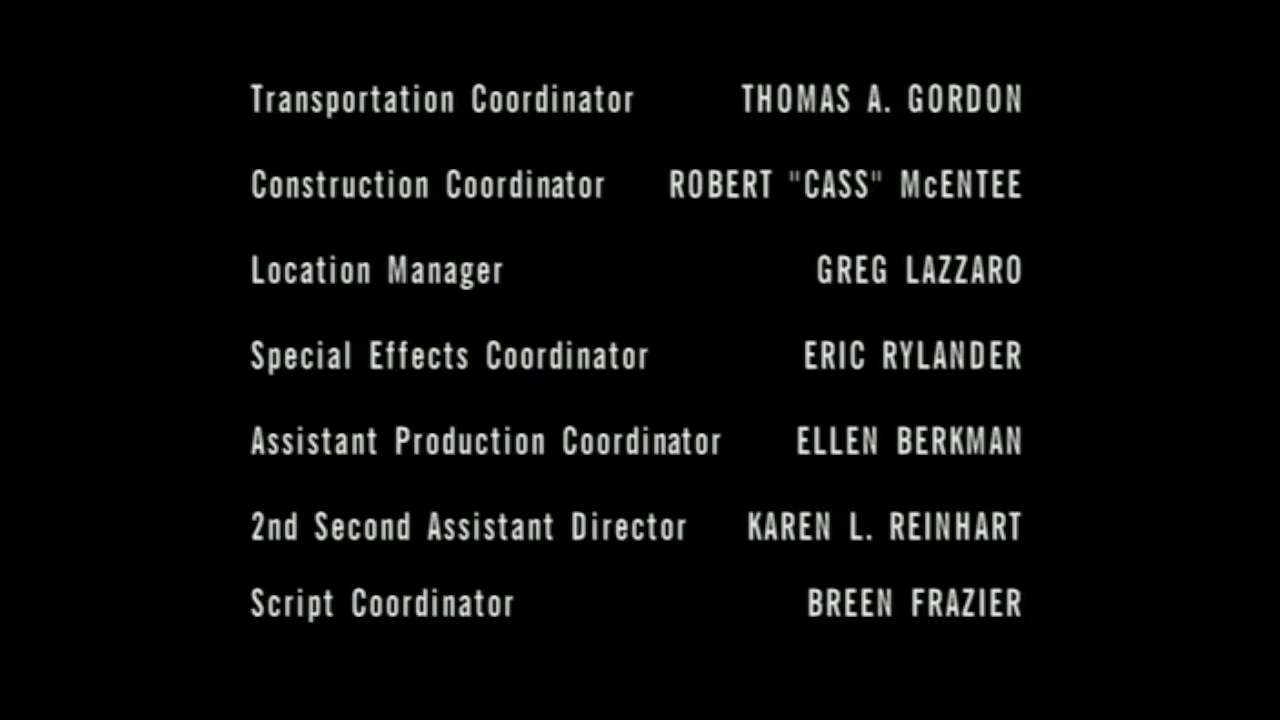 Transportation Coordinator THOMAS A. GORDON
Construction Coordinator ROBERT "CASS" McENTEE
Location Manager GREG LAZZARO
Special Effects Coordinator ERIC RYLANDER
Assistant Production Coordinator ELLEN BERKMAN
2nd Second Assistant Director KAREN L. REINHART
Script Coordinator BREEN FRAZIER